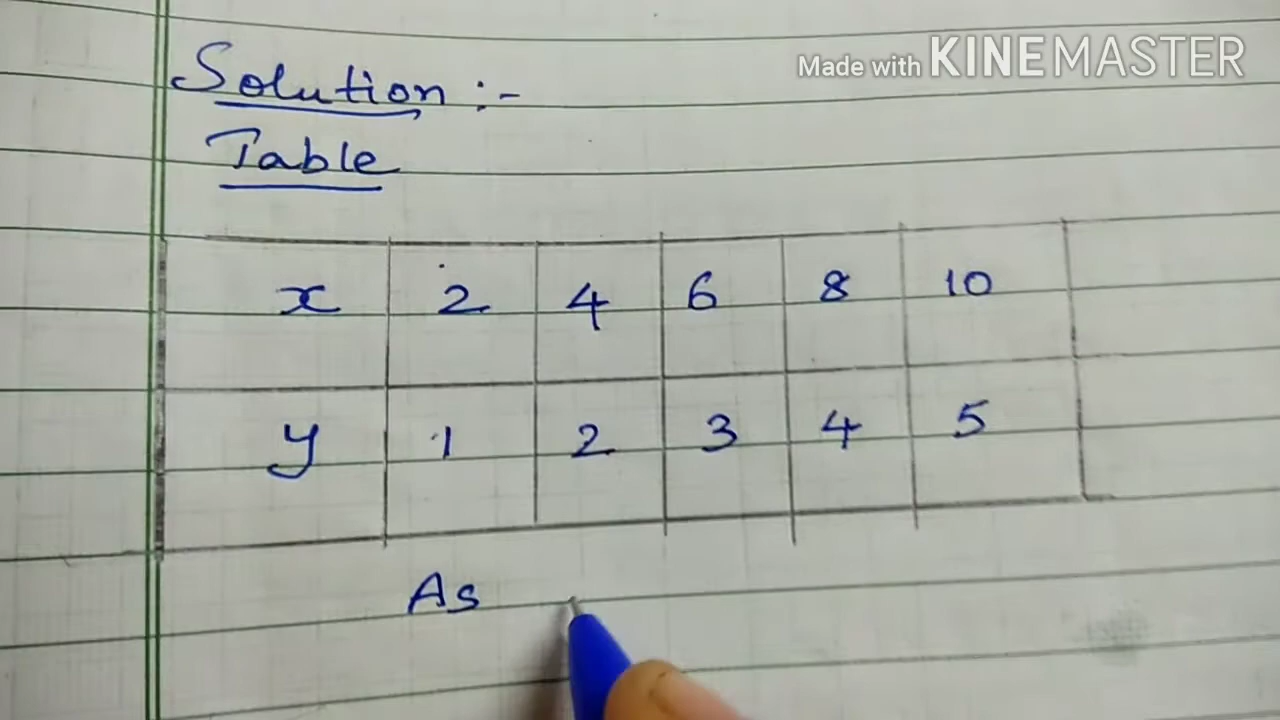 Made with KINEMASTER
Solution :-
Table
x 2 4 6 8 10
y 1 2 3 4 5
As